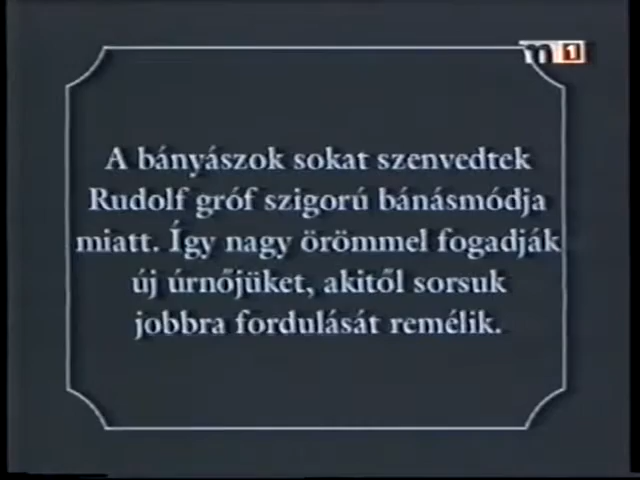 m1
A bányászok sokat szenvedtek
Rudolf gróf szigorú bánásmódja
miatt. Így nagy örömmel fogadják
új úrnőjüket, akitől sorsuk
jobbra fordulását remélik.